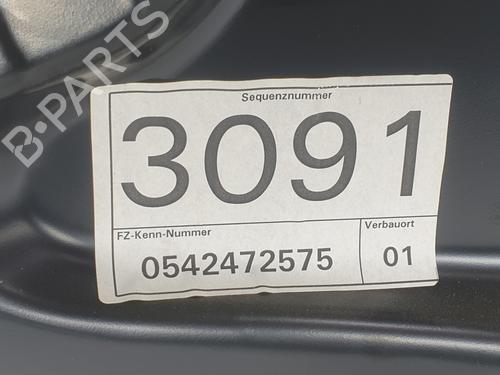 B-PARTS
Sequenznummer
3091
FZ-Kenn-Nummer
Verbauort
0542472575
01